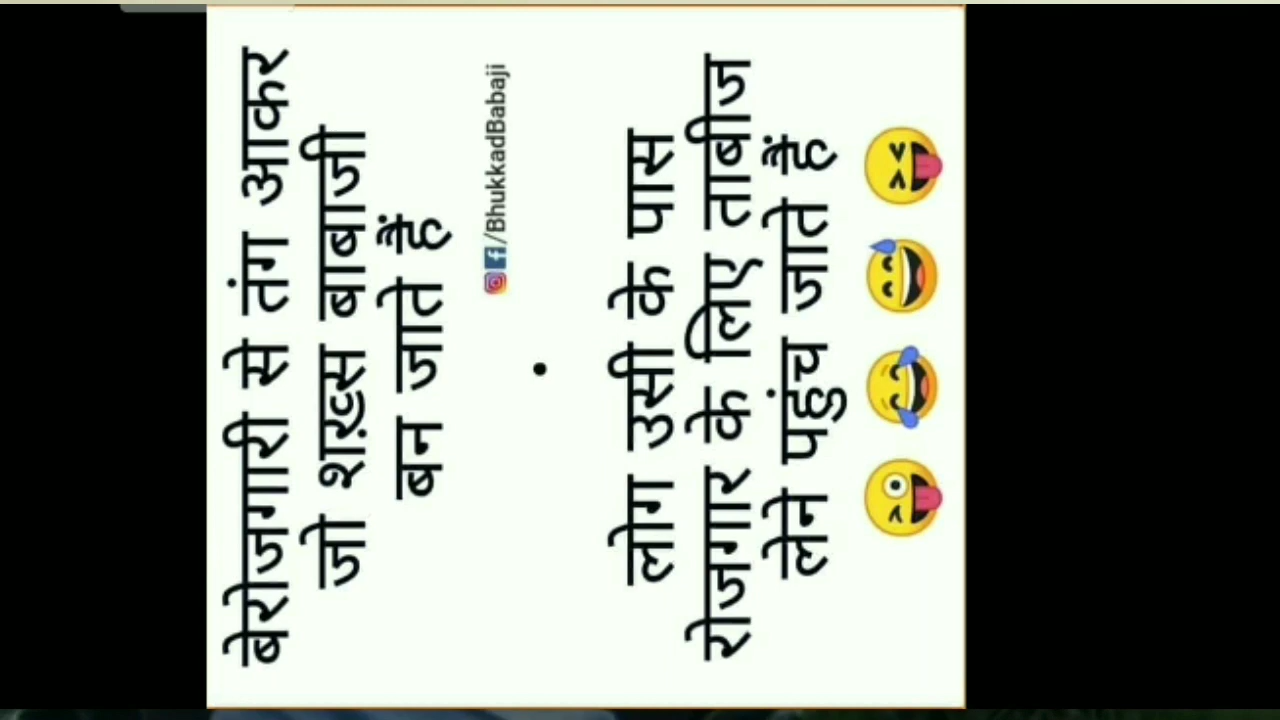 बेरोजगारी से तंग आकर
जो शख़्स बाबाजी
बन जाते हैं
/BhukkadBabaji
.
लोग उसी के पास
रोजगार के लिए ताबीज
लेने पहुंच जाते हैं
😜😂😅😝